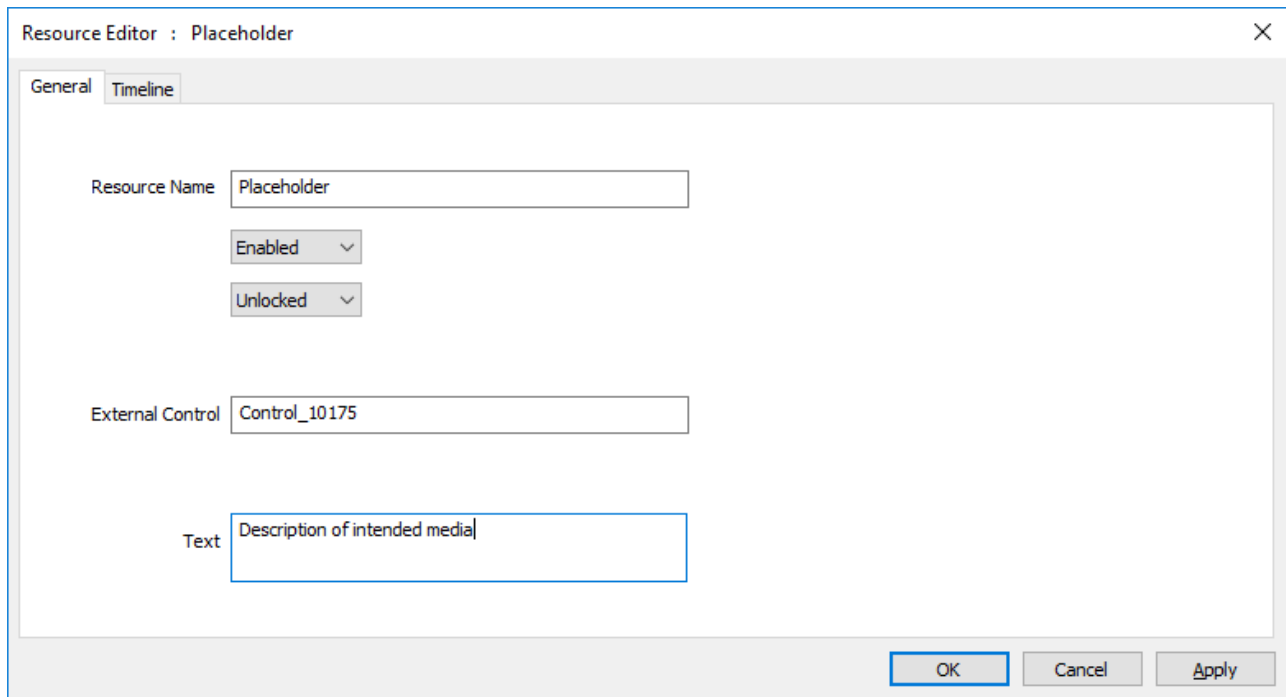 Resource Editor : Placeholder
General Timeline
Resource Name Placeholder
Enabled
Unlocked
External Control Control_10175
Text Description of intended media
OK Cancel Apply